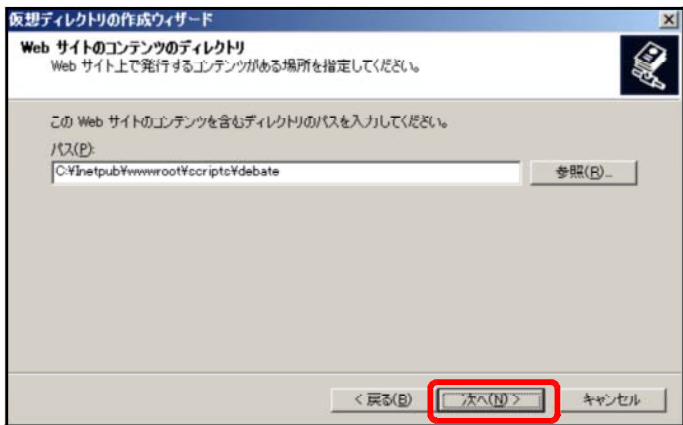 仮想ディレクトリの作成ウィザード
Web サイトのコンテンツのディレクトリ
Web サイト上で発行するコンテンツがある場所を指定してください。
この Web サイトのコンテンツを含むディレクトリのパスを入力してください。
パス(P):
C:¥Inetpub¥wwwroot¥scripts¥debate
参照(R)...
< 戻る(B)
次へ(N) >
キャンセル